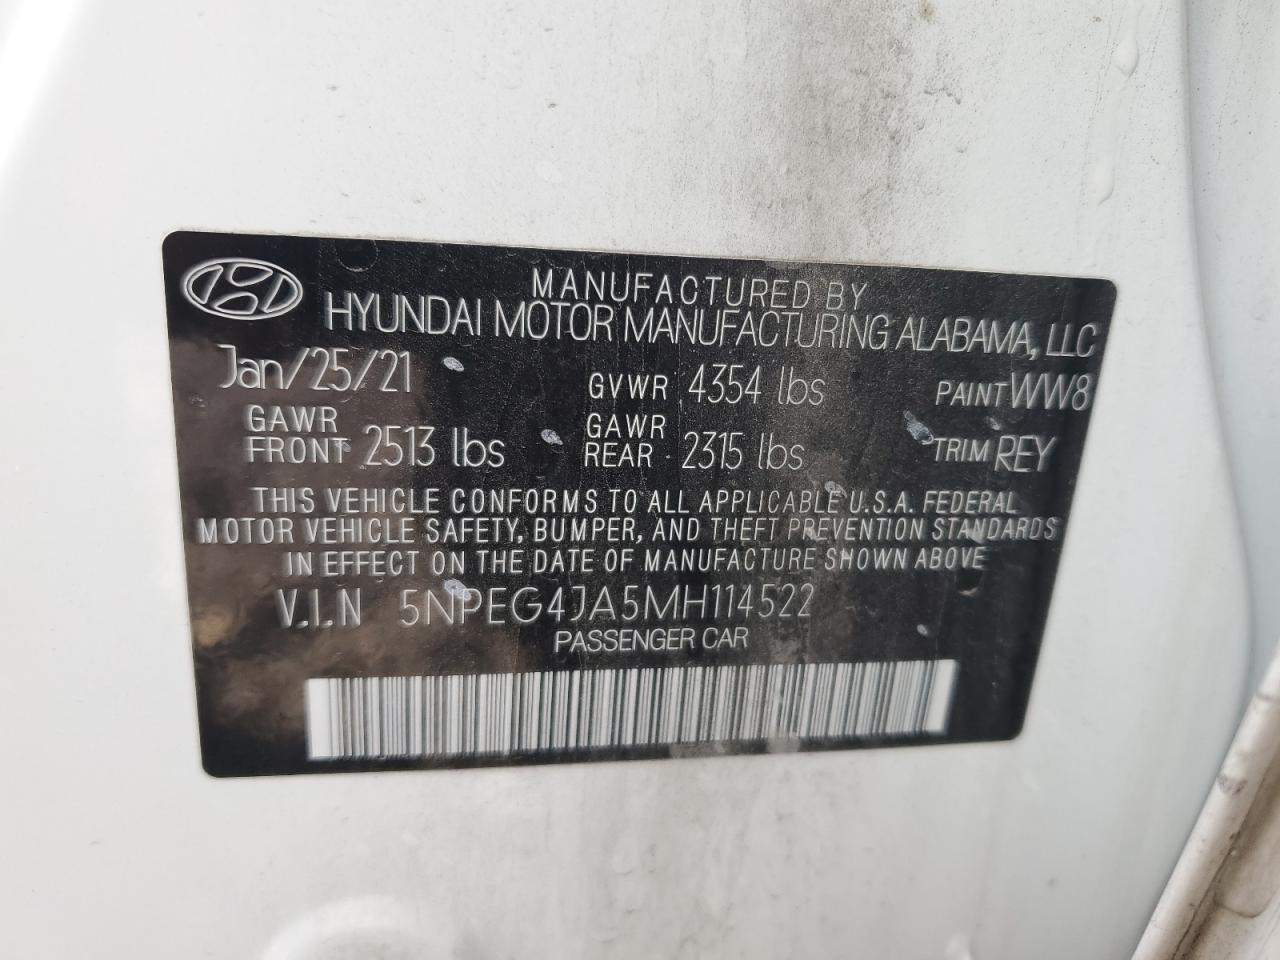 MANUFACTURED BY
HYUNDAI MOTOR MANUFACTURING ALABAMA, LLC
Jan/25/21 GVWR 4354 lbs PAINT WW8
GAWR FRONT 2513 lbs GAWR REAR 2315 lbs TRIM REY
THIS VEHICLE CONFORMS TO ALL APPLICABLE U.S.A. FEDERAL
MOTOR VEHICLE SAFETY, BUMPER, AND THEFT PREVENTION STANDARDS
IN EFFECT ON THE DATE OF MANUFACTURE SHOWN ABOVE
V.I.N 5NPEG4JA5MH114522
PASSENGER CAR